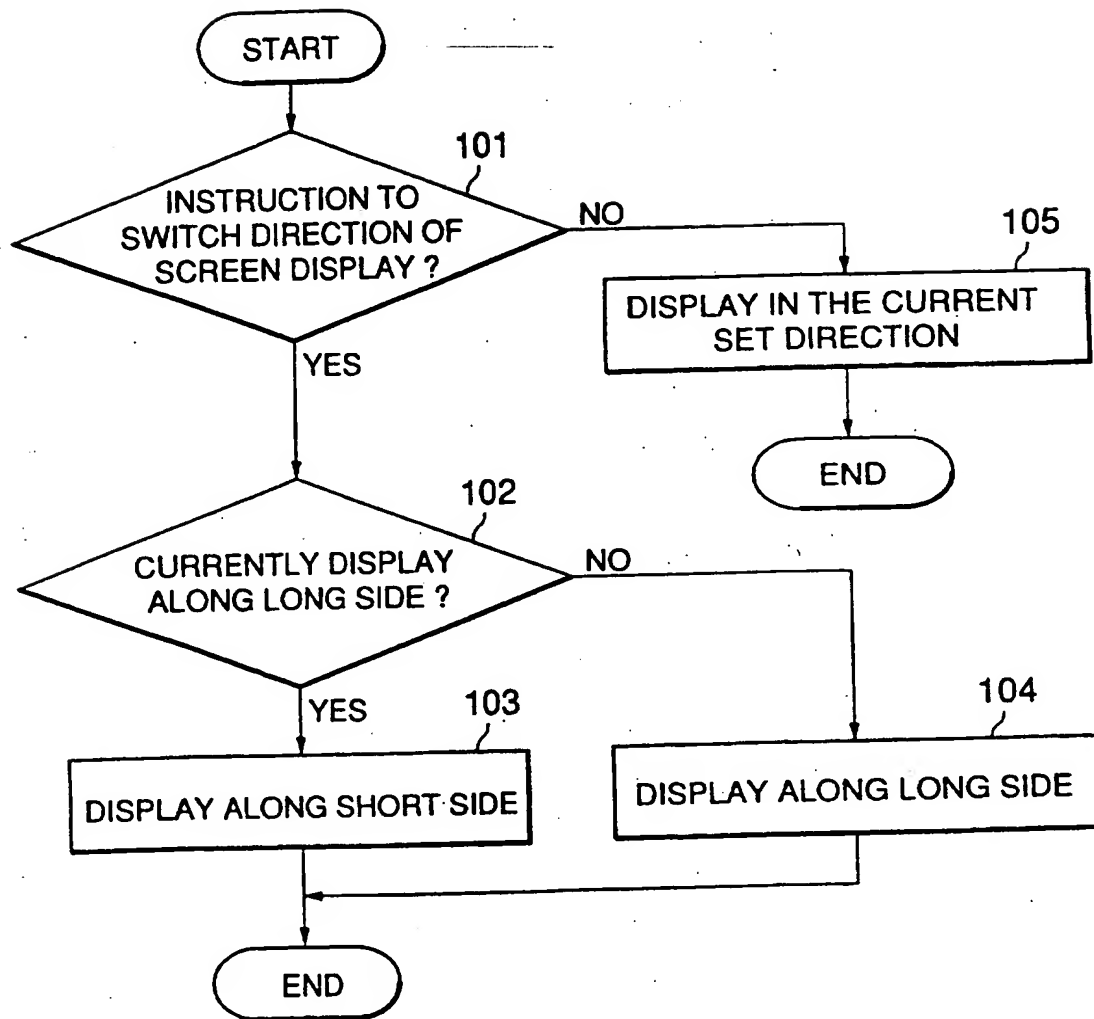 START
101
INSTRUCTION TO
SWITCH DIRECTION OF
SCREEN DISPLAY ?
NO
YES
105
DISPLAY IN THE CURRENT
SET DIRECTION
END
102
CURRENTLY DISPLAY
ALONG LONG SIDE ?
NO
YES
103
DISPLAY ALONG SHORT SIDE
104
DISPLAY ALONG LONG SIDE
END